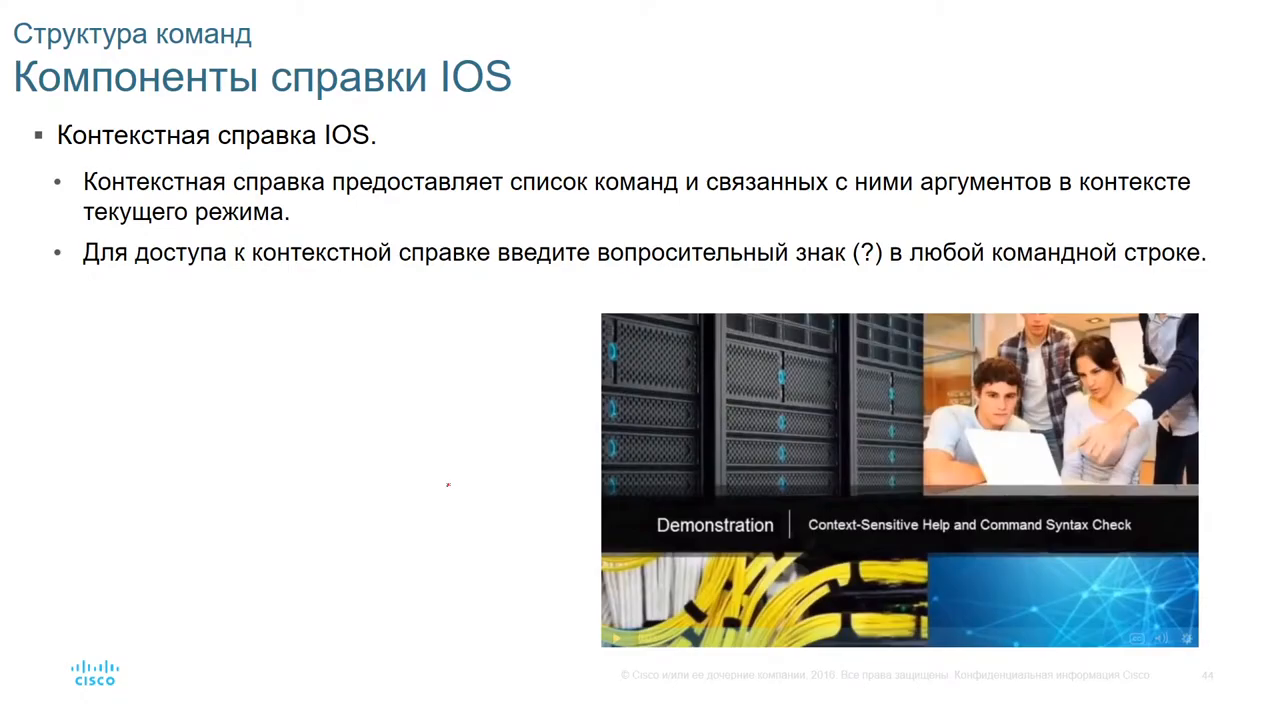 Структура команд
Компоненты справки IOS
▪ Контекстная справка IOS.
• Контекстная справка предоставляет список команд и связанных с ними аргументов в контексте
текущего режима.
• Для доступа к контекстной справке введите вопросительный знак (?) в любой командной строке.
Demonstration | Context-Sensitive Help and Command Syntax Check
CC
CISCO
© Cisco и/или ее дочерние компании, 2016. Все права защищены. Конфиденциальная информация Cisco
44